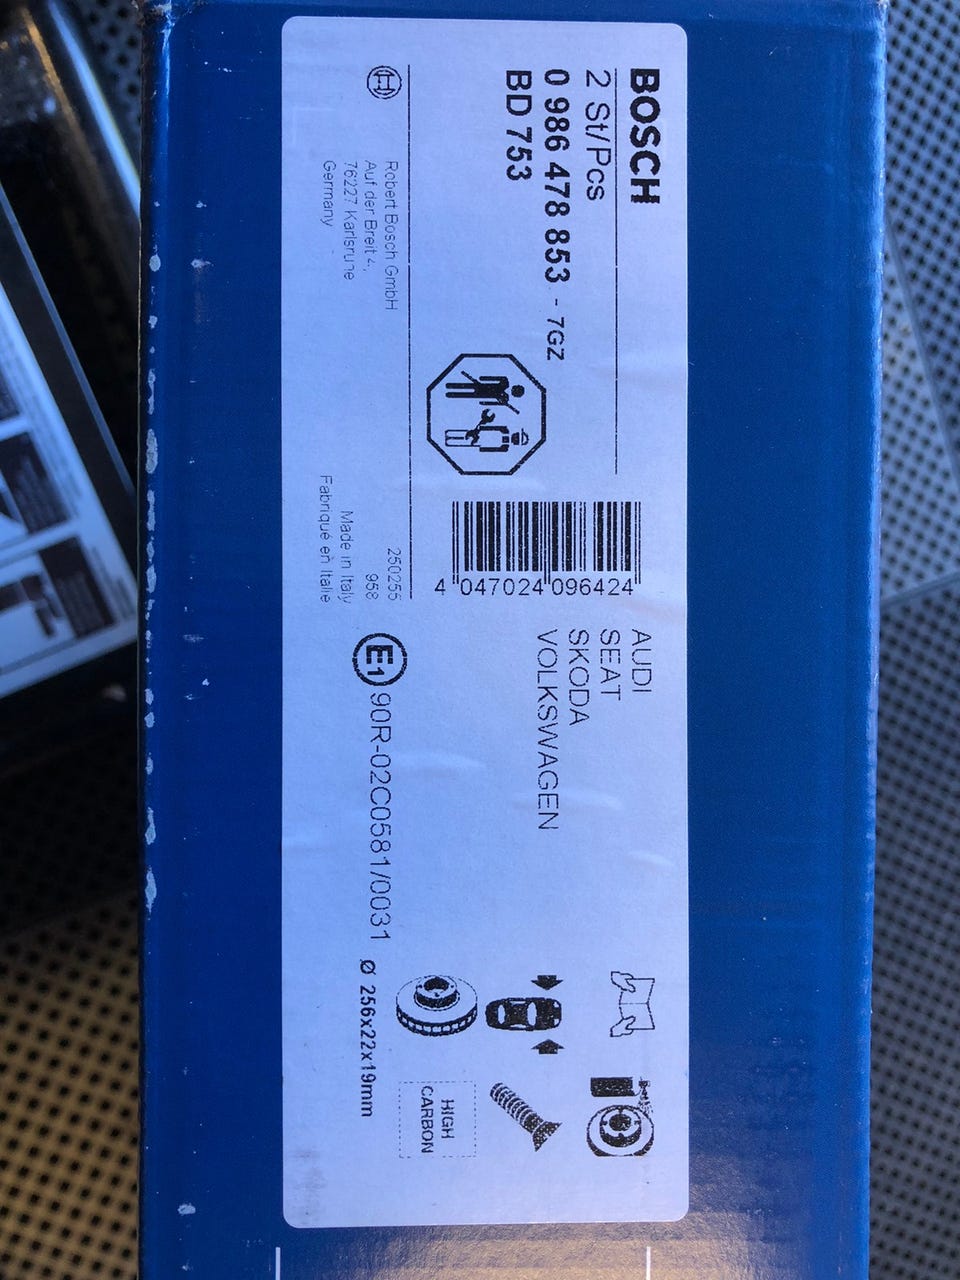 BOSCH
2 St/Pcs
0 986 478 853 - 7GZ
BD 753
4 047024 096424
AUDI
SEAT
SKODA
VOLKSWAGEN
Robert Bosch GmbH
Auf der Breit 4,
76227 Karlsruhe
Germany
250255
958
Made in Italy
Fabriqué en Italie
E1 90R-02C0581/0031
Ø 256x22x19mm
HIGH
CARBON